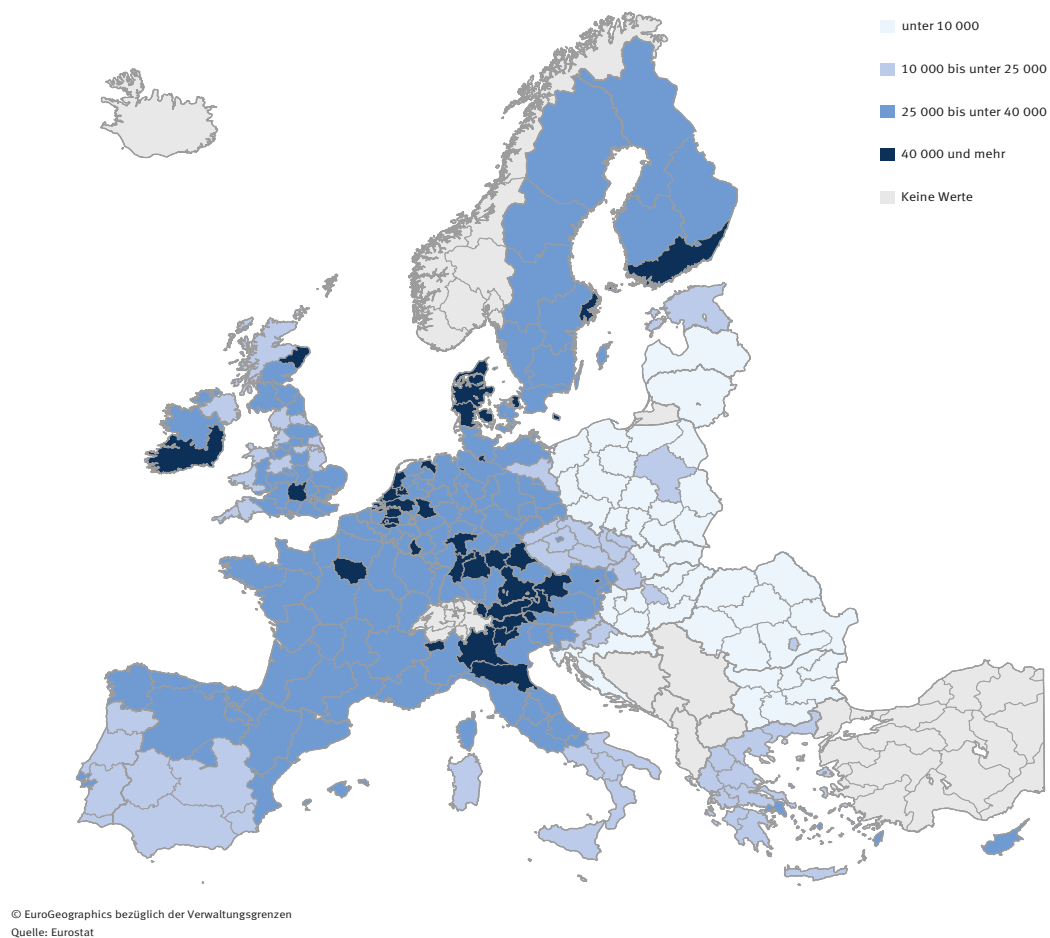 unter 10 000
10 000 bis unter 25 000
25 000 bis unter 40 000
40 000 und mehr
Keine Werte
© EuroGeographics bezüglich der Verwaltungsgrenzen
Quelle: Eurostat